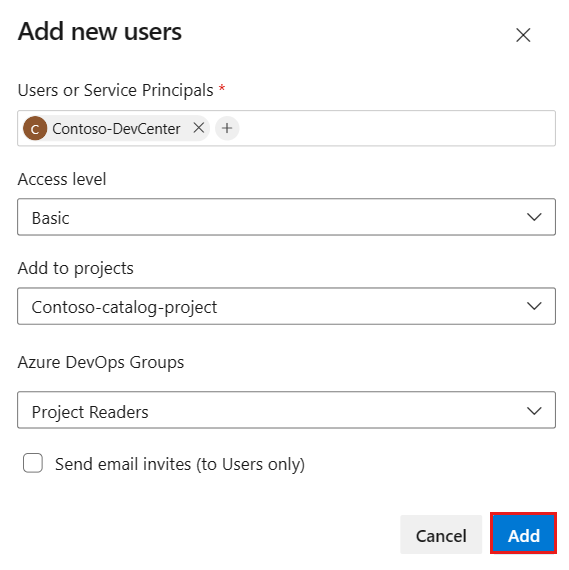 Add new users
Users or Service Principals *
C Contoso-DevCenter
Access level
Basic
Add to projects
Contoso-catalog-project
Azure DevOps Groups
Project Readers
Send email invites (to Users only)
Cancel Add